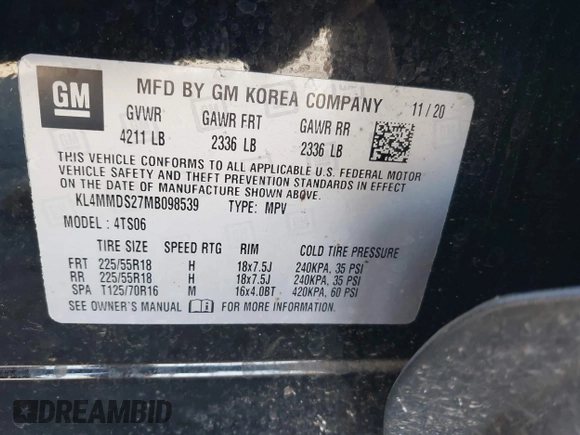 GM
MFD BY GM KOREA COMPANY 11/20
GVWR GAWR FRT GAWR RR
4211 LB 2336 LB 2336 LB
THIS VEHICLE CONFORMS TO ALL APPLICABLE U.S. FEDERAL MOTOR
VEHICLE SAFETY AND THEFT PREVENTION STANDARDS IN EFFECT ON
THE DATE OF MANUFACTURE SHOWN ABOVE.
KL4MMDS27MB098539 TYPE: MPV
MODEL: 4TS06
TIRE SIZE SPEED RTG RIM COLD TIRE PRESSURE
FRT 225/55R18 H 18x7.5J 240KPA, 35 PSI
RR 225/55R18 H 18x7.5J 240KPA, 35 PSI
SPA T125/70R16 M 16x4.0BT 420KPA, 60 PSI
SEE OWNER'S MANUAL FOR MORE INFORMATION.
DREAMBID